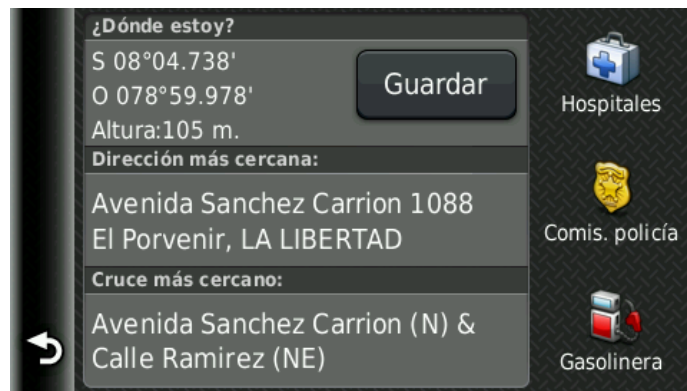 ¿Dónde estoy?
S 08°04.738'
O 078°59.978'
Altura:105 m.
Guardar
Dirección más cercana:
Avenida Sanchez Carrion 1088
El Porvenir, LA LIBERTAD
Cruce más cercano:
Avenida Sanchez Carrion (N) &
Calle Ramirez (NE)
Hospitales
Comis. policía
Gasolinera